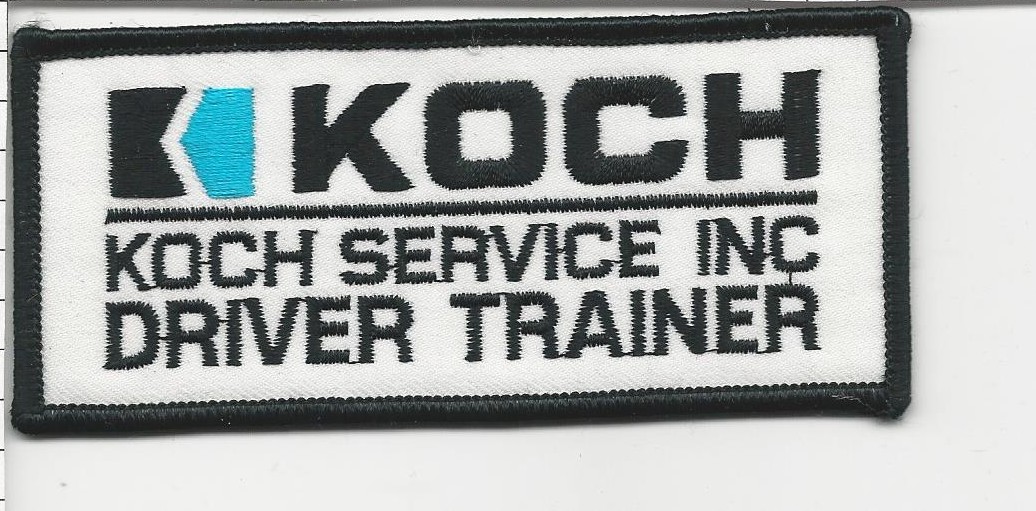 KOCH
KOCH SERVICE INC
DRIVER TRAINER